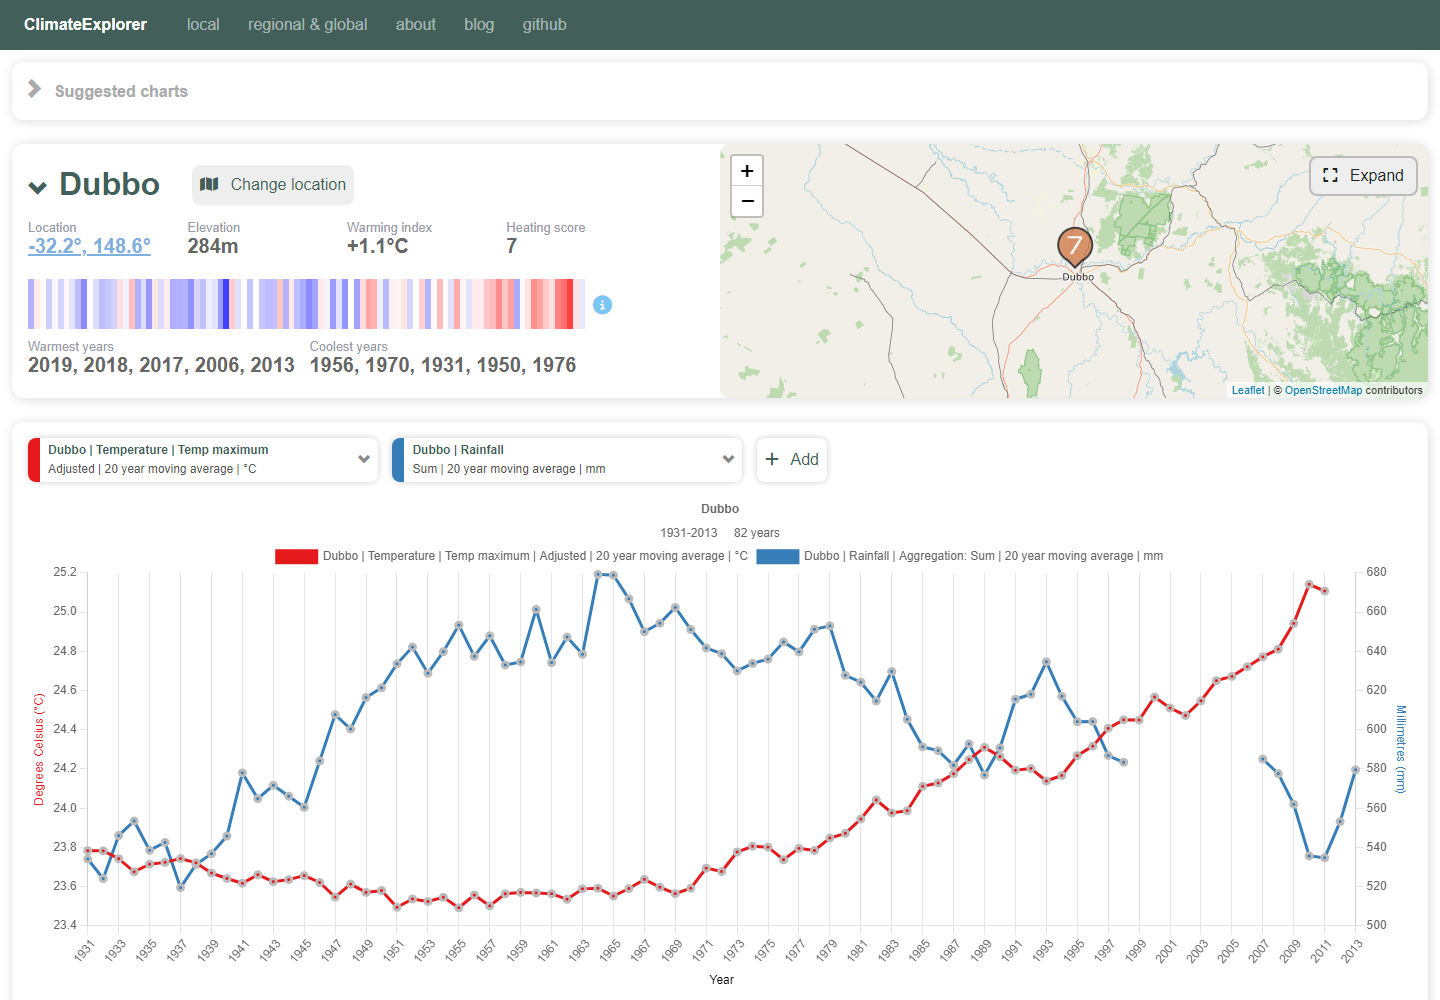 ClimateExplorer local regional & global about blog github
Suggested charts
Dubbo Change location
Location Elevation Warming index Heating score
-32.2°, 148.6° 284m +1.1°C 7
Warmest years Coolest years
2019, 2018, 2017, 2006, 2013 1956, 1970, 1931, 1950, 1976
+
−
Expand
7
Dubbo
Leaflet | © OpenStreetMap contributors
Dubbo | Temperature | Temp maximum
Adjusted | 20 year moving average | °C
Dubbo | Rainfall
Sum | 20 year moving average | mm
+ Add
Dubbo
1931-2013 82 years
Dubbo | Temperature | Temp maximum | Adjusted | 20 year moving average | °C Dubbo | Rainfall | Aggregation: Sum | 20 year moving average | mm
25.2 680
25.0 660
24.8 640
24.6 620
24.4 600
24.2 580
24.0 560
23.8 540
23.6 520
23.4 500
Degrees Celsius (°C)
Millimetres (mm)
1931 1933 1935 1937 1939 1941 1943 1945 1947 1949 1951 1953 1955 1957 1959 1961 1963 1965 1967 1969 1971 1973 1975 1977 1979 1981 1983 1985 1987 1989 1991 1993 1995 1997 1999 2001 2003 2005 2007 2009 2011 2013
Year